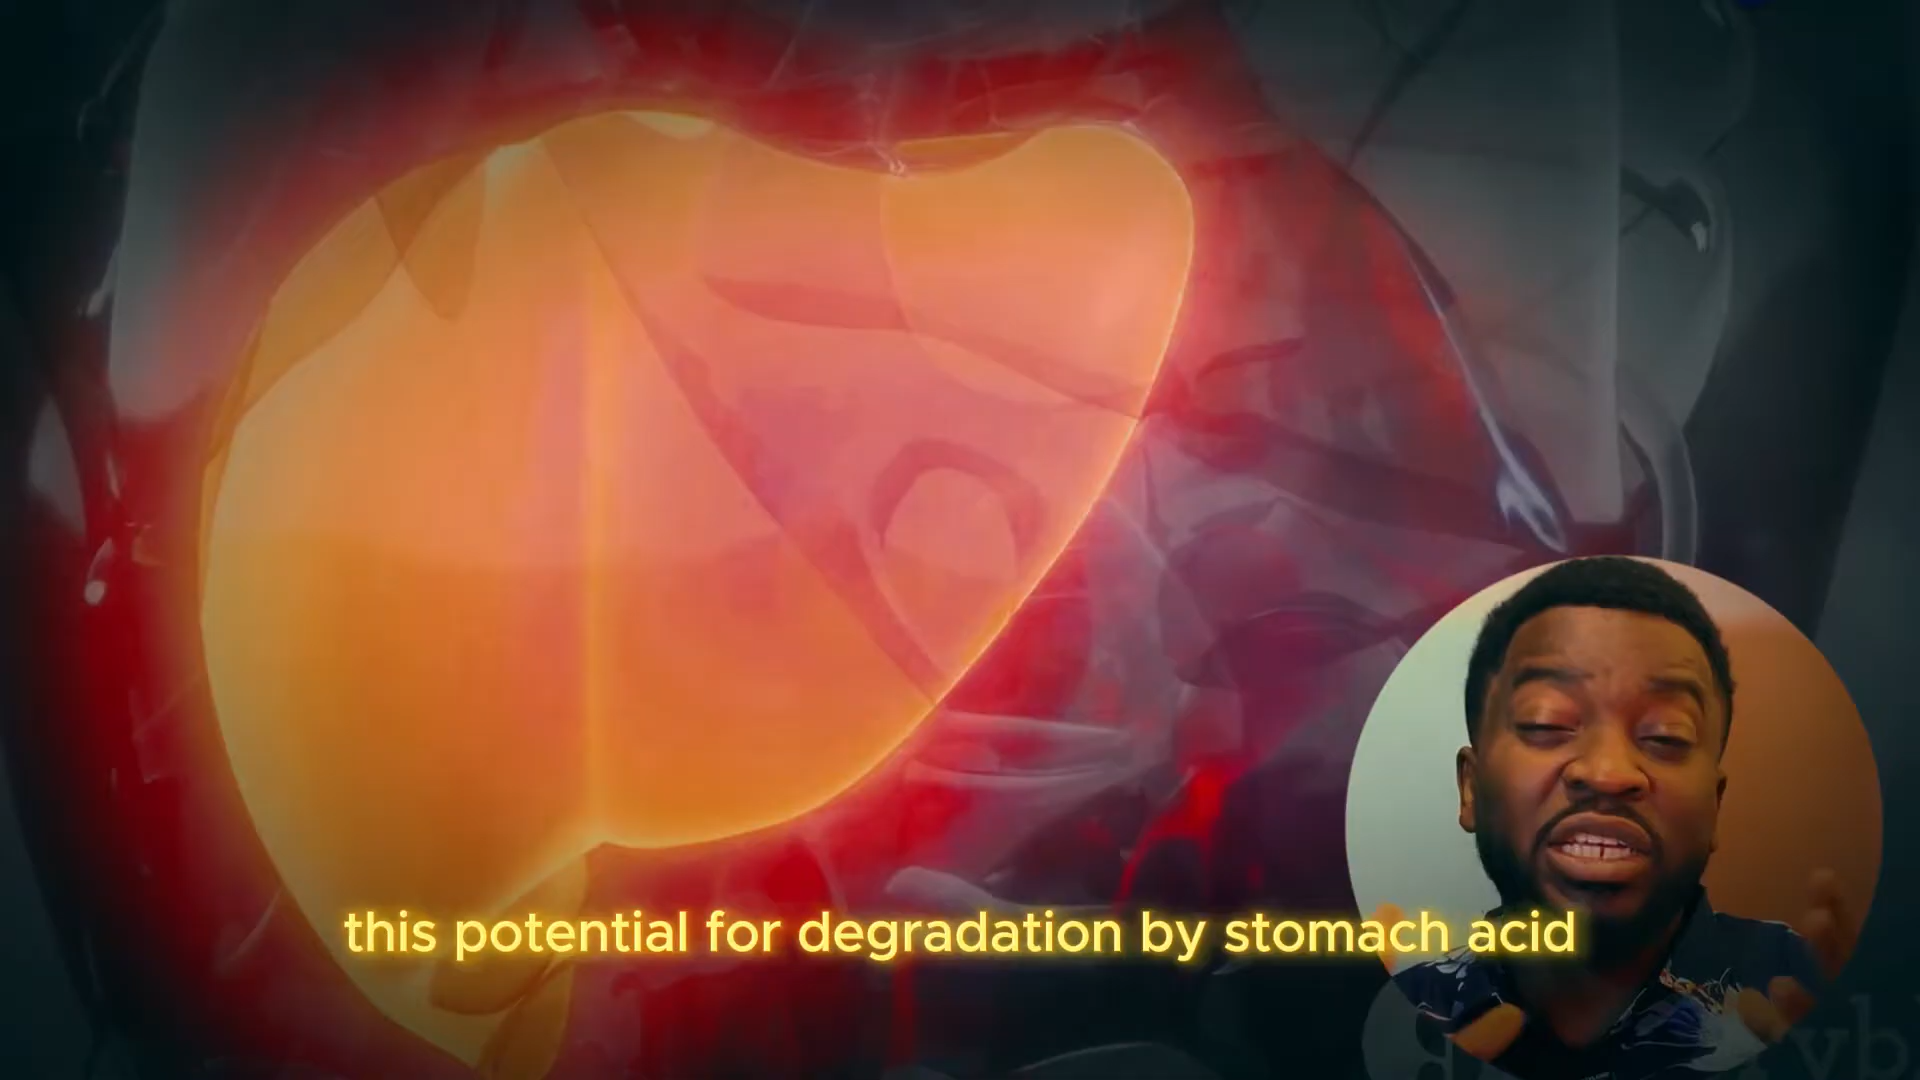 this potential for degradation by stomach acid